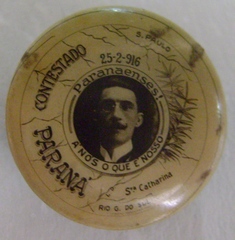 S. PAULO
25-2-916
CONTESTADO
Paranaenses!
A NÓS O QUE É NOSSO
PARANÁ
Sta Catharina
RIO G. DO SUL